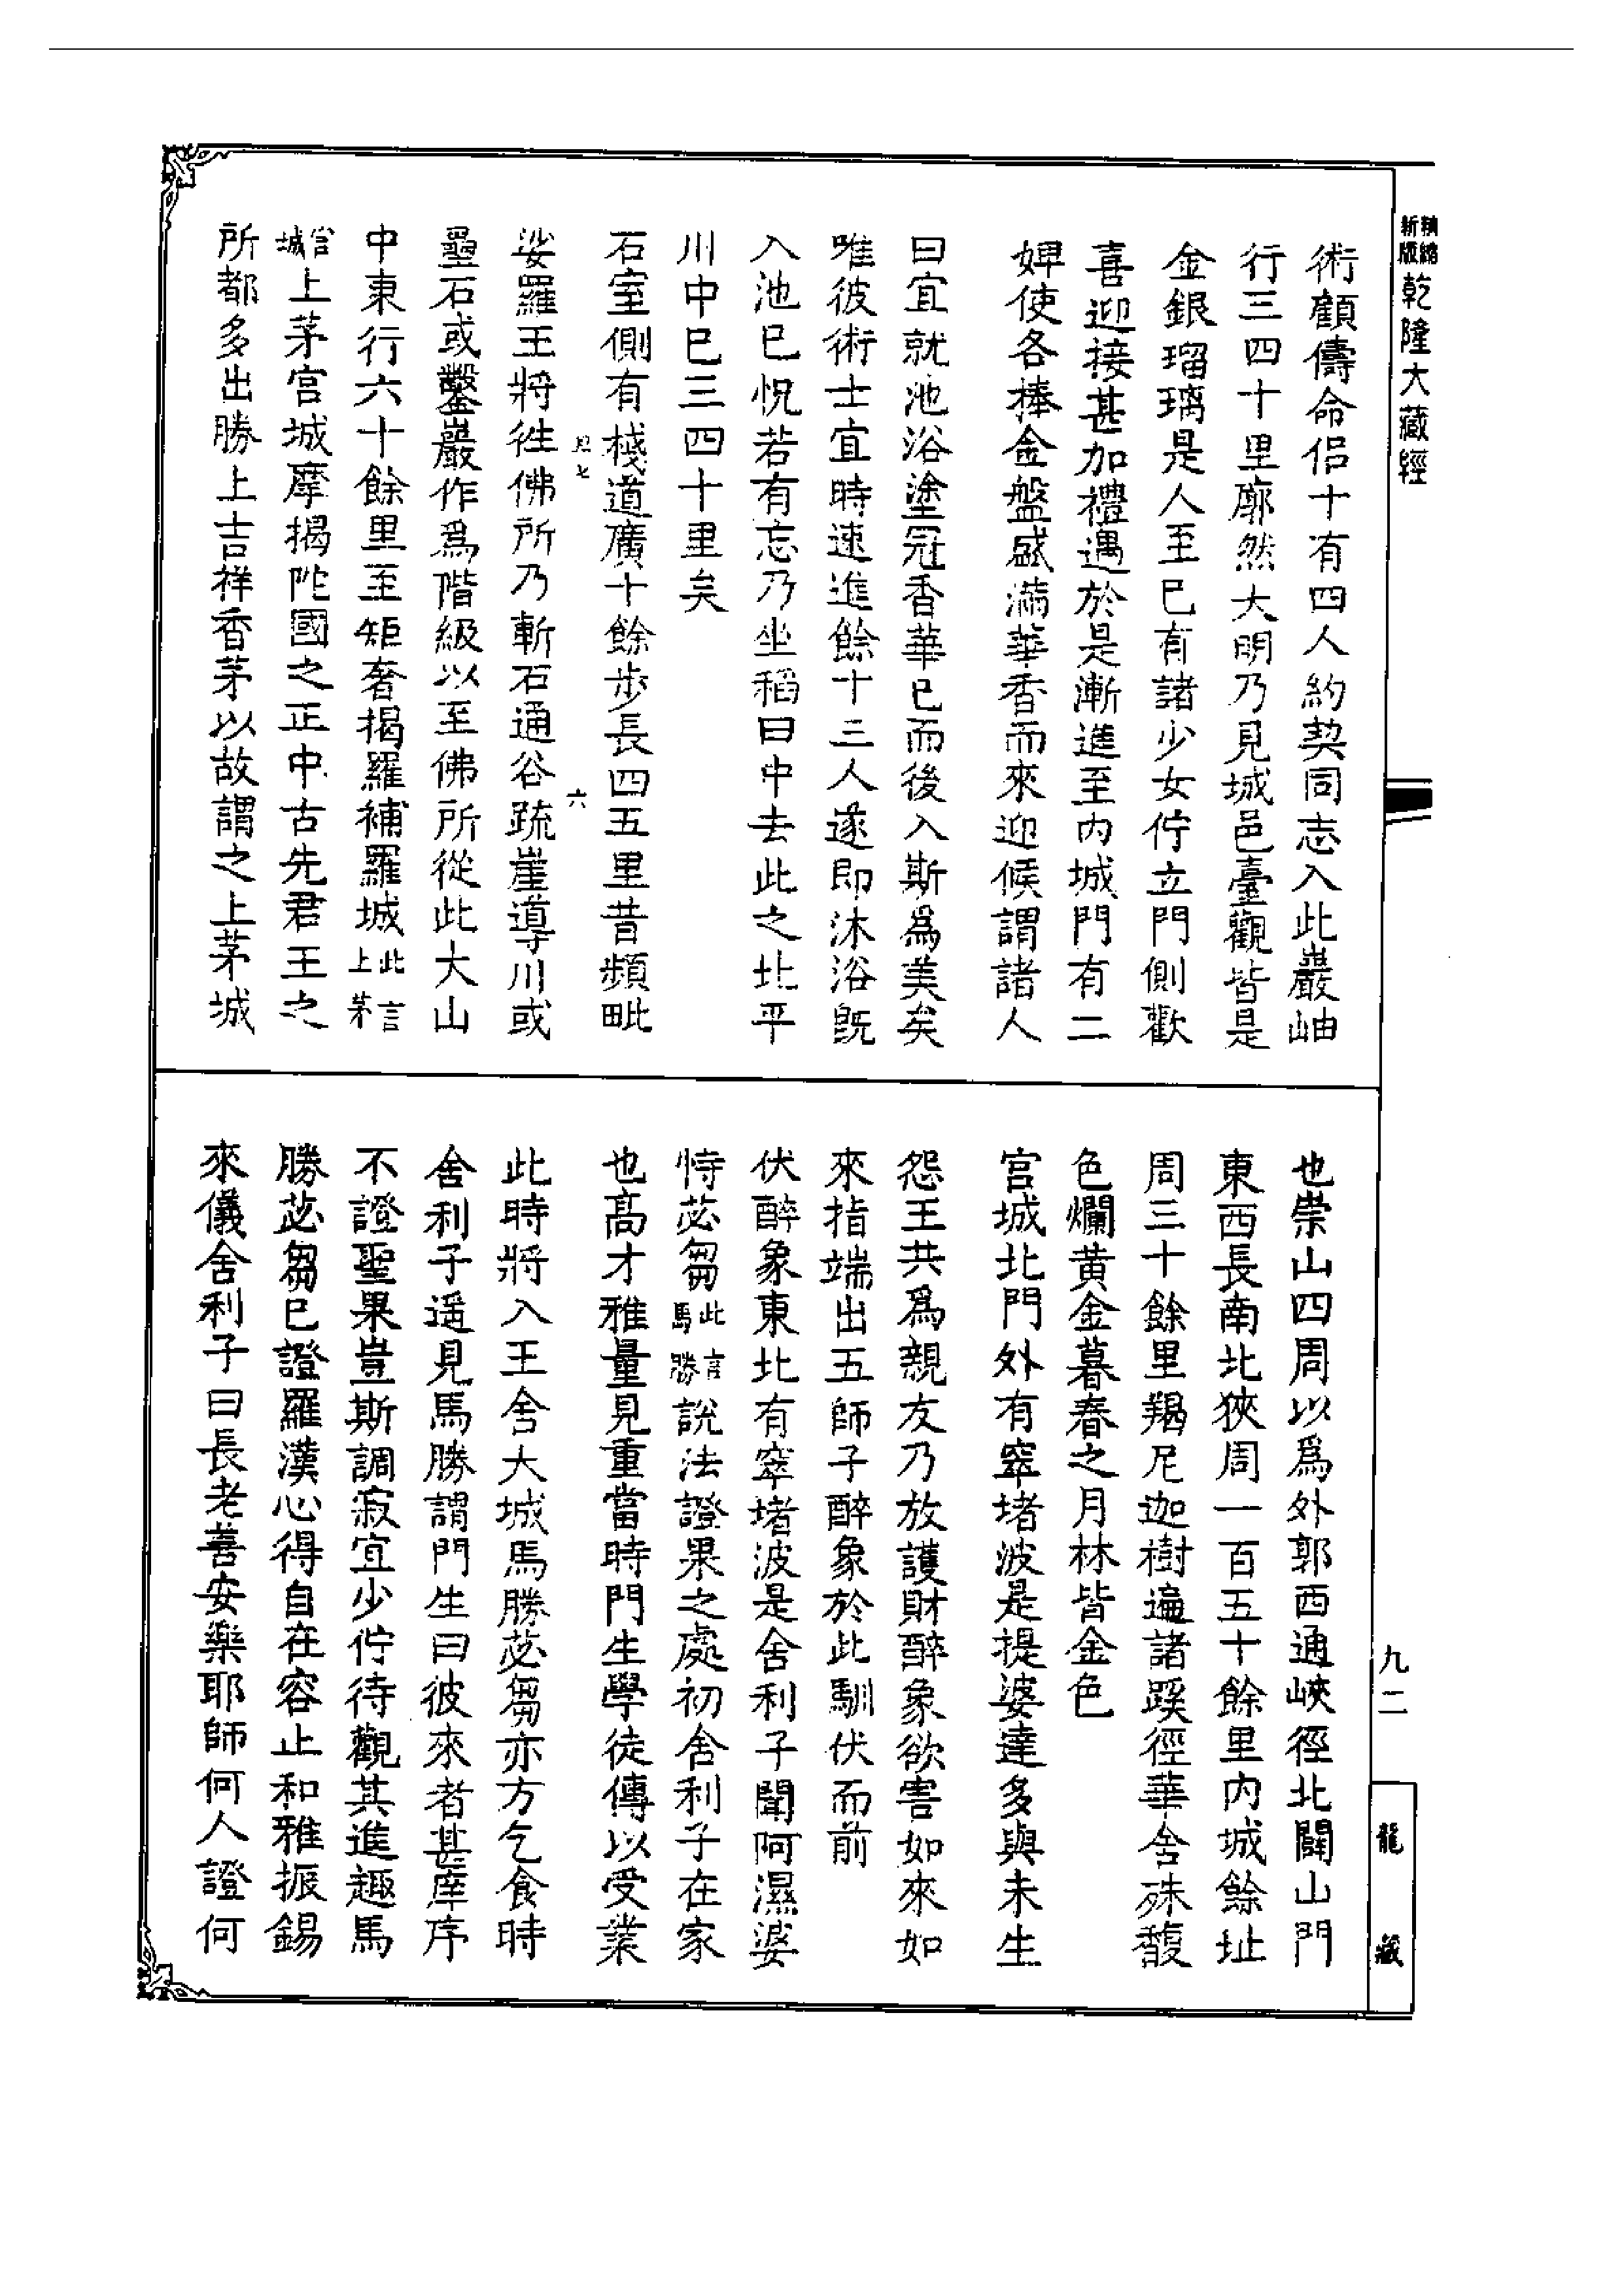 精縮新版乾隆大藏經
術顧儔命侶十有四人約契同志入此巖岫
行三四十里廓然大明乃見城邑臺觀皆是
金銀瑠璃是人至已有諸少女佇立門側歡
喜迎接甚加禮遇於是漸進至内城門有二
婢使各捧金盤盛滿華香而來迎候謂諸人
曰宜就池浴塗冠香華已而後入斯為美矣
唯彼術士宜時速進餘十三人遂即沐浴既
入池已怳若有忘乃坐稻田中去此之北平
川中已三四十里矣
石室側有棧道廣十餘步長四五里昔頻毗
七 六
娑羅王將徃佛所乃斬石通谷疏崖導川或
壘石或鑿巖作爲階級以至佛所從此大山
中東行六十餘里至矩奢揭羅補羅城此言上茅
宫城上茅宫城摩揭陀國之正中古先君王之
所都多出勝上吉祥香茅以故謂之上茅城
也崇山四周以爲外郭西通峽徑北闢山門
東西長南北狹周一百五十餘里内城餘址
周三十餘里羯尼迦樹遍諸蹊徑華含殊馥
色爛黄金暮春之月林皆金色
宫城北門外有窣堵波是提婆達多與未生
怨王共爲親友乃放護財醉象欲害如來如
來指端出五師子醉象於此馴伏而前
伏醉象東北有窣堵波是舍利子聞阿濕婆
恃苾芻此言馬勝說法證果之處初舍利子在家
也髙才雅量見重當時門生學徒傳以受業
此時將入王舍大城馬勝苾芻亦方乞食時
舍利子遥見馬勝謂門生曰彼來者甚庠序
不證聖果豈斯調寂宜少佇待觀其進趣馬
勝苾芻已證羅漢心得自在容止和雅振錫
來儀舍利子曰長老善安樂耶師何人證何
九二
龍藏